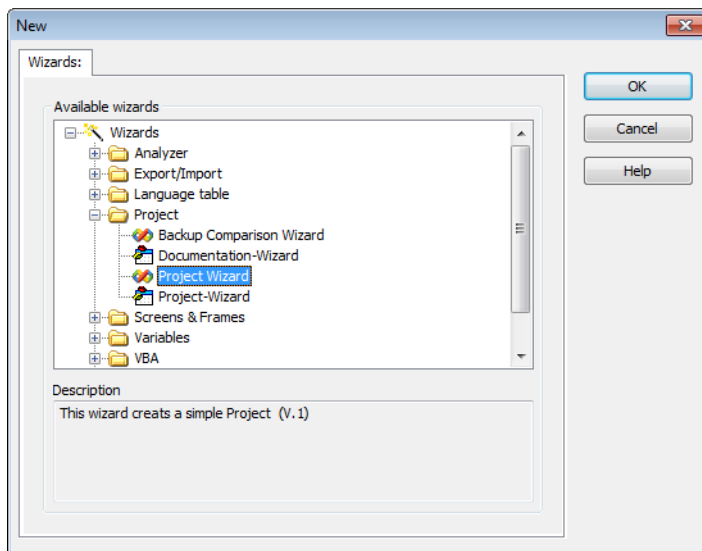 New
Wizards:
OK
Available wizards
Wizards
Cancel
Analyzer
Export/Import
Help
Language table
Project
Backup Comparison Wizard
Documentation-Wizard
Project Wizard
Project-Wizard
Screens & Frames
Variables
VBA
Description
This wizard creats a simple Project (V.1)